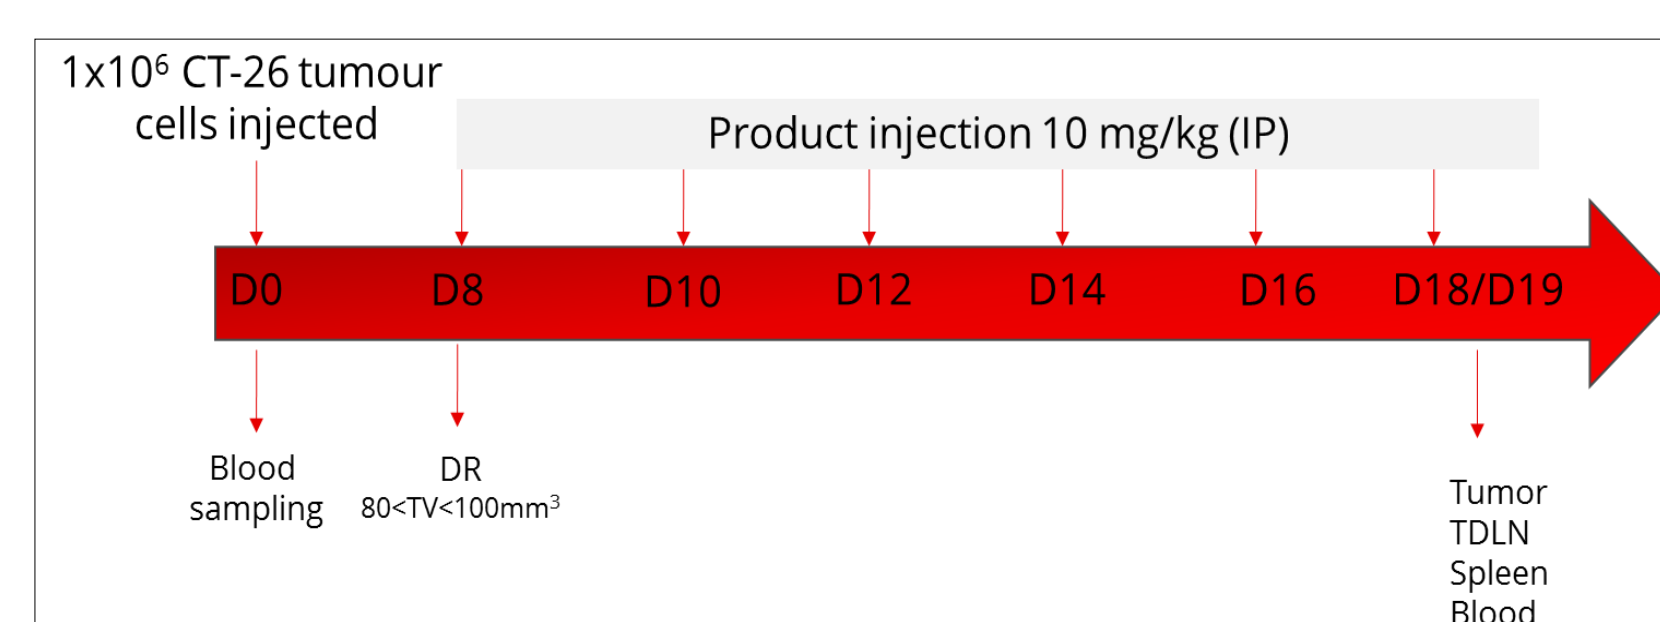 1x10⁶ CT-26 tumour
cells injected
Product injection 10 mg/kg (IP)
D0 D8 D10 D12 D14 D16 D18/D19
Blood
sampling
DR
80<TV<100mm³
Tumor
TDLN
Spleen
Blood